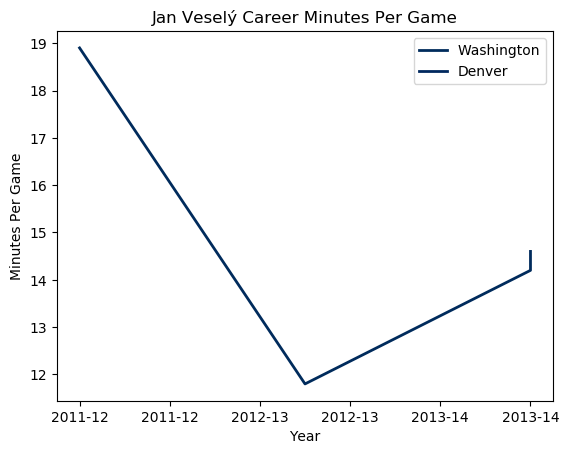 Jan Veselý Career Minutes Per Game
Washington
Denver
19
18
17
16
15
14
13
12
Minutes Per Game
2011-12 2011-12 2012-13 2012-13 2013-14 2013-14
Year